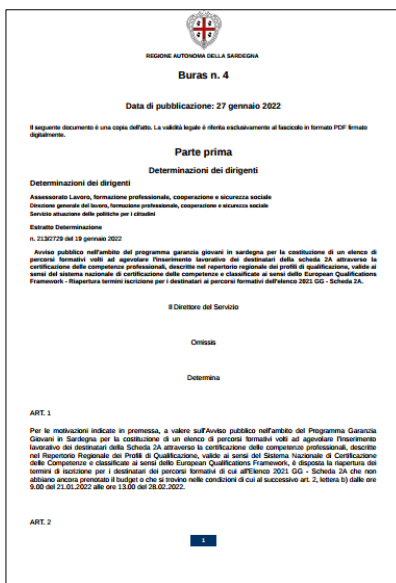 REGIONE AUTONOMA DELLA SARDEGNA
Buras n. 4
Data di pubblicazione: 27 gennaio 2022
Il seguente documento è una copia dell'atto. La validità legale è riferita esclusivamente al fascicolo in formato PDF firmato
digitalmente.
Parte prima
Determinazioni dei dirigenti
Determinazioni dei dirigenti
Assessorato Lavoro, formazione professionale, cooperazione e sicurezza sociale
Direzione generale del lavoro, formazione professionale, cooperazione e sicurezza sociale
Servizio attuazione delle politiche per i cittadini
Estratto Determinazione
n. 213/2729 del 19 gennaio 2022
Avviso pubblico nell'ambito del programma garanzia giovani in sardegna per la costituzione di un elenco di
percorsi formativi volti ad agevolare l'inserimento lavorativo dei destinatari della scheda 2A attraverso la
certificazione delle competenze professionali, descritte nel repertorio regionale dei profili di qualificazione, valide ai
sensi del sistema nazionale di certificazione delle competenze e classificate ai sensi dello European Qualifications
Framework - Riapertura termini iscrizione per i destinatari ai percorsi formativi dell'elenco 2021 GG - Scheda 2A.
Il Direttore del Servizio
Omissis
Determina
ART. 1
Per le motivazioni indicate in premessa, a valere sull'Avviso pubblico nell'ambito del Programma Garanzia
Giovani in Sardegna per la costituzione di un elenco di percorsi formativi volti ad agevolare l'inserimento
lavorativo dei destinatari della Scheda 2A attraverso la certificazione delle competenze professionali, descritte
nel Repertorio Regionale dei Profili di Qualificazione, valide ai sensi del Sistema Nazionale di Certificazione
delle Competenze e classificate ai sensi dello European Qualifications Framework, è disposta la riapertura dei
termini di iscrizione per i destinatari dei percorsi formativi di cui all'Elenco 2021 GG - Scheda 2A che non
abbiano ancora prenotato il budget o che si trovino nelle condizioni di cui al successivo art. 2, lettera b) dalle ore
9.00 del 21.01.2022 alle ore 13.00 del 28.02.2022.
ART. 2
1